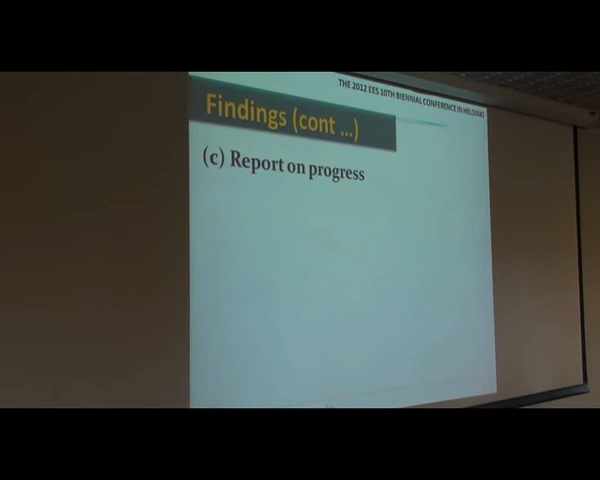 THE 2012 EES 10TH BIENNIAL CONFERENCE IN HELSINKI
Findings (cont ...)
(c) Report on progress